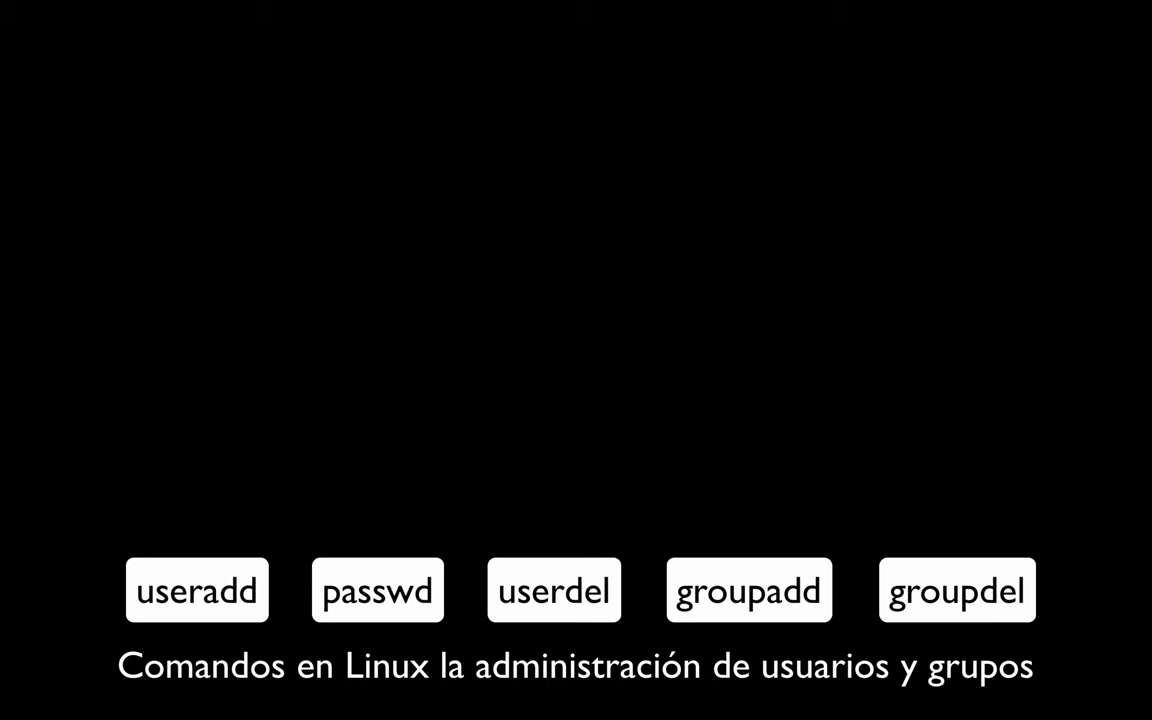 useradd passwd userdel groupadd groupdel
Comandos en Linux la administración de usuarios y grupos